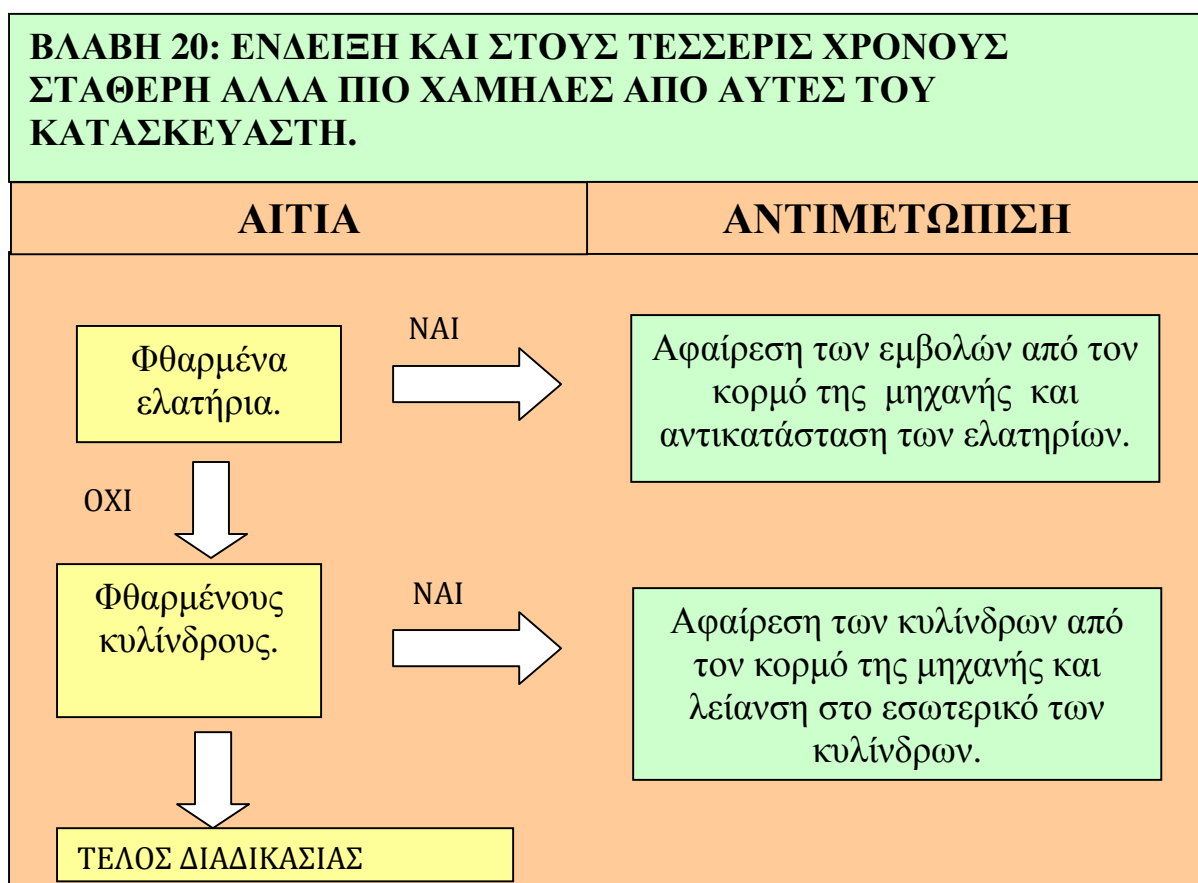 ΒΛΑΒΗ 20: ΕΝΔΕΙΞΗ ΚΑΙ ΣΤΟΥΣ ΤΕΣΣΕΡΙΣ ΧΡΟΝΟΥΣ
ΣΤΑΘΕΡΗ ΑΛΛΑ ΠΙΟ ΧΑΜΗΛΕΣ ΑΠΟ ΑΥΤΕΣ ΤΟΥ
ΚΑΤΑΣΚΕΥΑΣΤΗ.
ΑΙΤΙΑ
ΑΝΤΙΜΕΤΩΠΙΣΗ
Φθαρμένα
ελατήρια.
ΝΑΙ
Αφαίρεση των εμβολών από τον
κορμό της μηχανής και
αντικατάσταση των ελατηρίων.
ΟΧΙ
Φθαρμένους
κυλίνδρους.
ΝΑΙ
Αφαίρεση των κυλίνδρων από
τον κορμό της μηχανής και
λείανση στο εσωτερικό των
κυλίνδρων.
ΤΕΛΟΣ ΔΙΑΔΙΚΑΣΙΑΣ